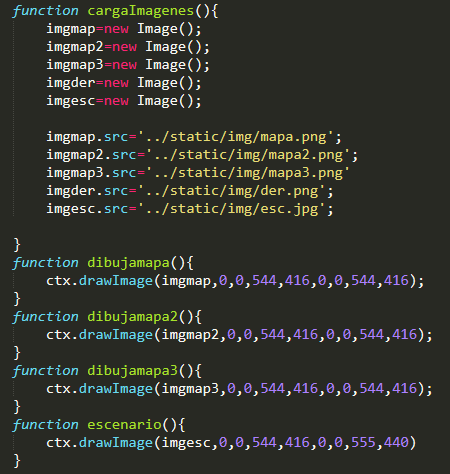 function cargaImagenes(){
imgmap=new Image();
imgmap2=new Image();
imgmap3=new Image();
imgder=new Image();
imgesc=new Image();
imgmap.src='../static/img/mapa.png';
imgmap2.src='../static/img/mapa2.png';
imgmap3.src='../static/img/mapa3.png'
imgder.src='../static/img/der.png';
imgesc.src='../static/img/esc.jpg';
}
function dibujamapa(){
ctx.drawImage(imgmap,0,0,544,416,0,0,544,416);
}
function dibujamapa2(){
ctx.drawImage(imgmap2,0,0,544,416,0,0,544,416);
}
function dibujamapa3(){
ctx.drawImage(imgmap3,0,0,544,416,0,0,544,416);
}
function escenario(){
ctx.drawImage(imgesc,0,0,544,416,0,0,555,440)
}